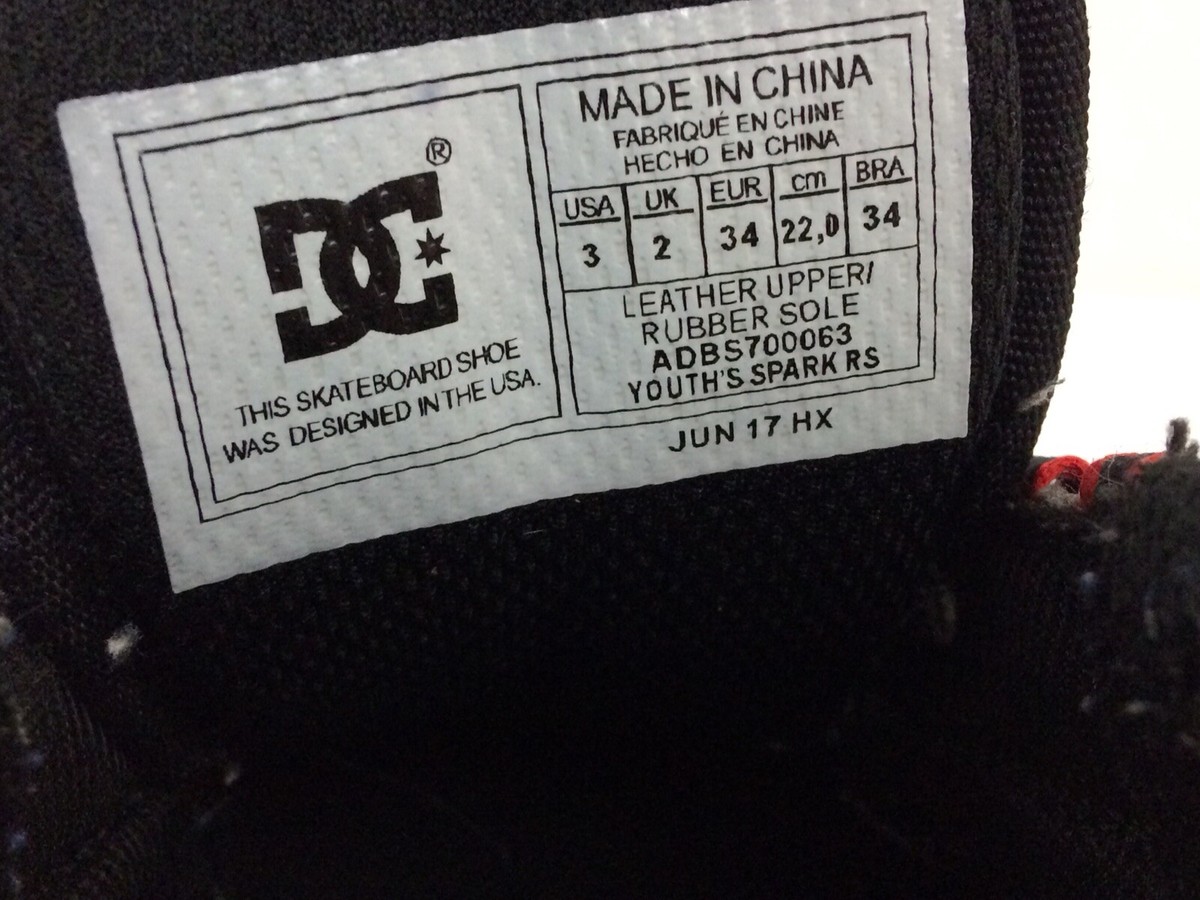 DC®
THIS SKATEBOARD SHOE
WAS DESIGNED IN THE USA.
MADE IN CHINA
FABRIQUÉ EN CHINE
HECHO EN CHINA
USA UK EUR cm BRA
3 2 34 22,0 34
LEATHER UPPER/
RUBBER SOLE
ADBS700063
YOUTH'S SPARK RS
JUN 17 HX